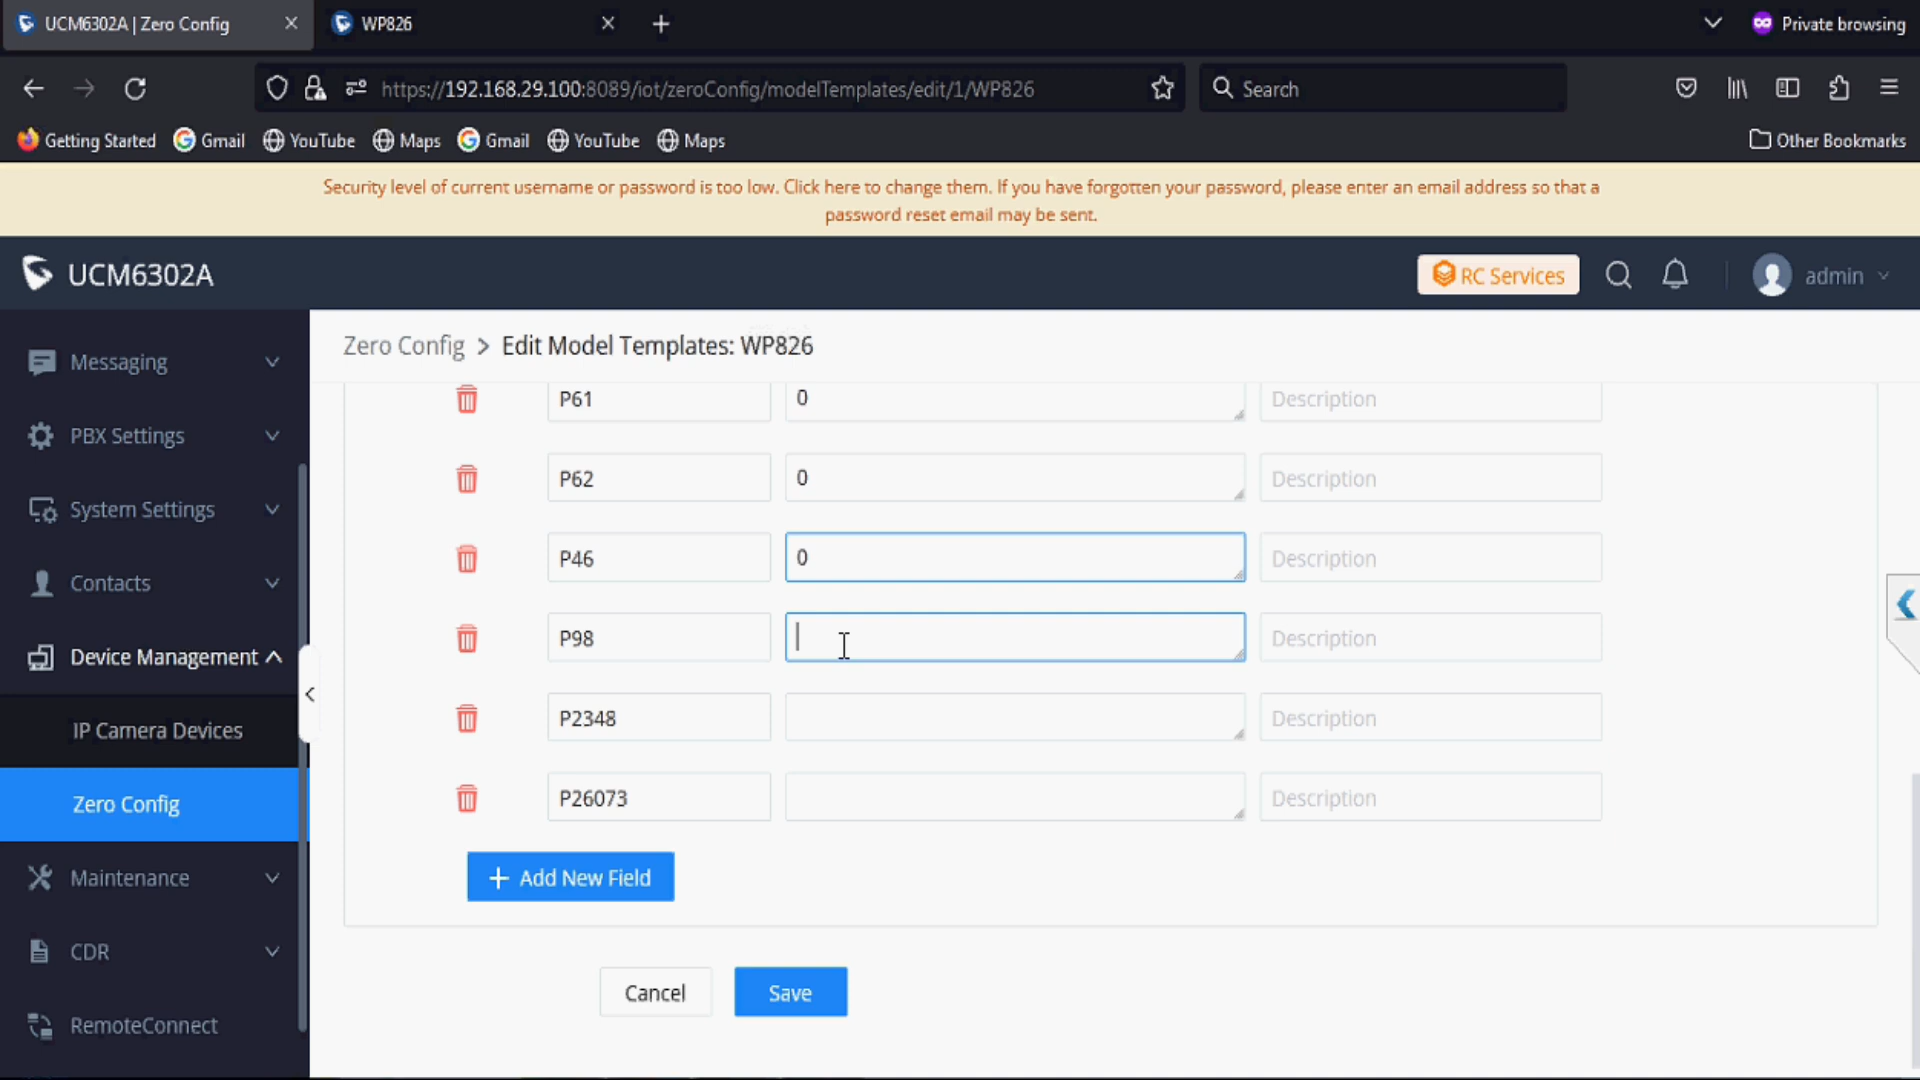 UCM6302A | Zero Config
WP826
Private browsing
https://192.168.29.100:8089/iot/zeroConfig/modelTemplates/edit/1/WP826
Search
Getting Started
Gmail
YouTube
Maps
Gmail
YouTube
Maps
Other Bookmarks
Security level of current username or password is too low. Click here to change them. If you have forgotten your password, please enter an email address so that a
password reset email may be sent.
UCM6302A
RC Services
admin
Messaging
PBX Settings
System Settings
Contacts
Device Management
IP Camera Devices
Zero Config
Maintenance
CDR
RemoteConnect
Zero Config > Edit Model Templates: WP826
P61 0 Description
P62 0 Description
P46 0 Description
P98 Description
P2348 Description
P26073 Description
+ Add New Field
Cancel
Save